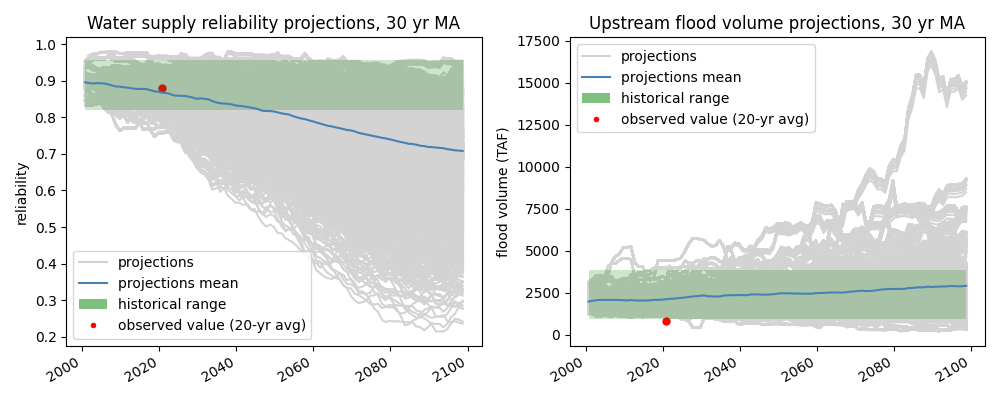 Water supply reliability projections, 30 yr MA
1.0
0.9
0.8
0.7
0.6
0.5
0.4
0.3
0.2
reliability
projections
projections mean
historical range
observed value (20-yr avg)
2000
2020
2040
2060
2080
2100
Upstream flood volume projections, 30 yr MA
17500
15000
12500
10000
7500
5000
2500
0
flood volume (TAF)
projections
projections mean
historical range
observed value (20-yr avg)
2000
2020
2040
2060
2080
2100